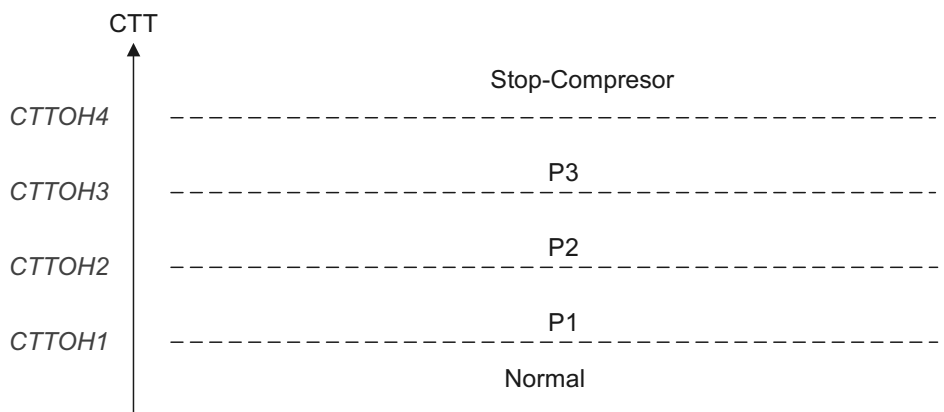 CTT
Stop-Compresor
CTTOH4
P3
CTTOH3
P2
CTTOH2
P1
CTTOH1
Normal